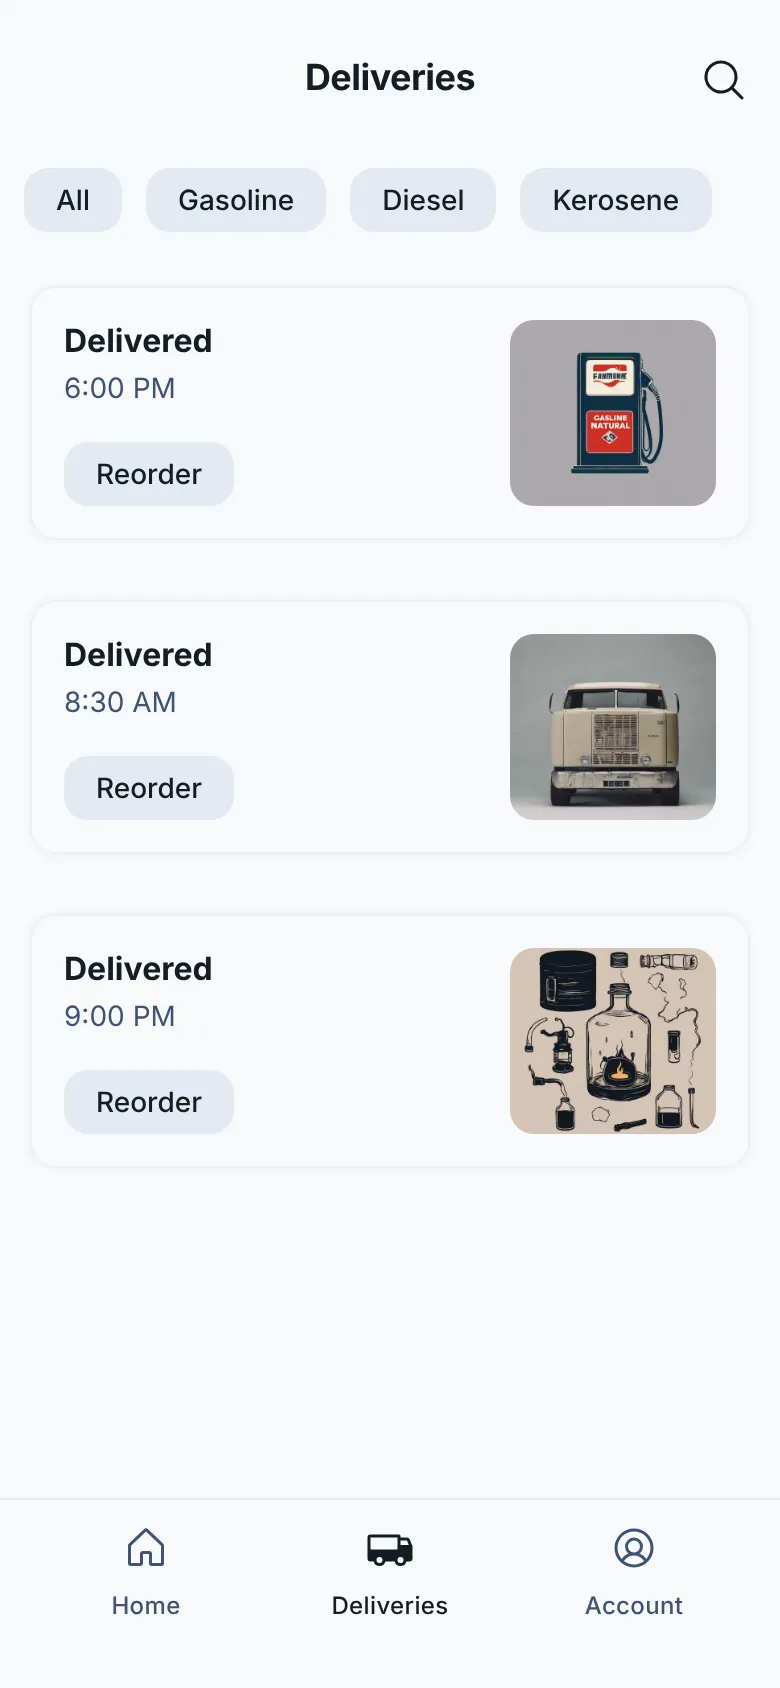 Deliveries
All
Gasoline
Diesel
Kerosene
Delivered
6:00 PM
Reorder
GASLINE
NATURAL
Delivered
8:30 AM
Reorder
Delivered
9:00 PM
Reorder
Home
Deliveries
Account